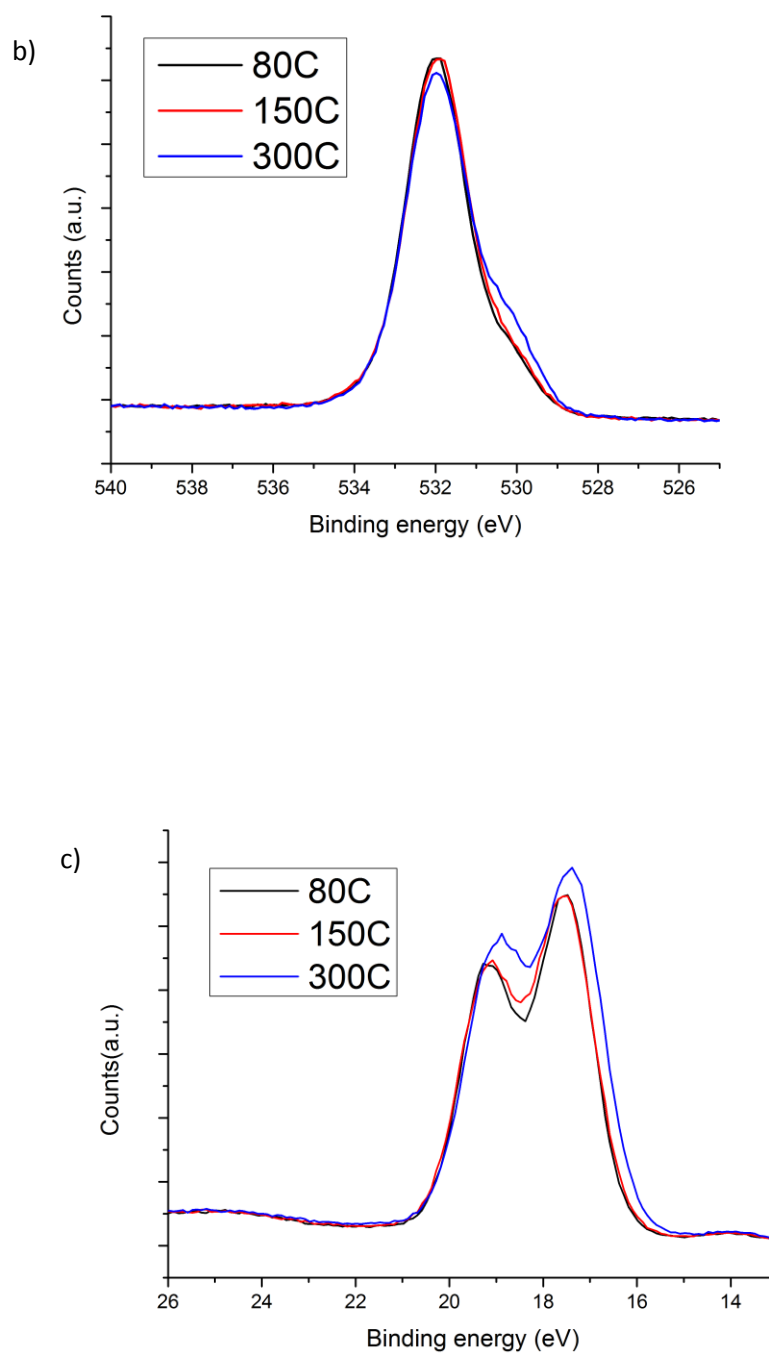 b)
80C
150C
300C
Counts (a.u.)
540 538 536 534 532 530 528 526
Binding energy (eV)
c)
80C
150C
300C
Counts(a.u.)
26 24 22 20 18 16 14
Binding energy (eV)